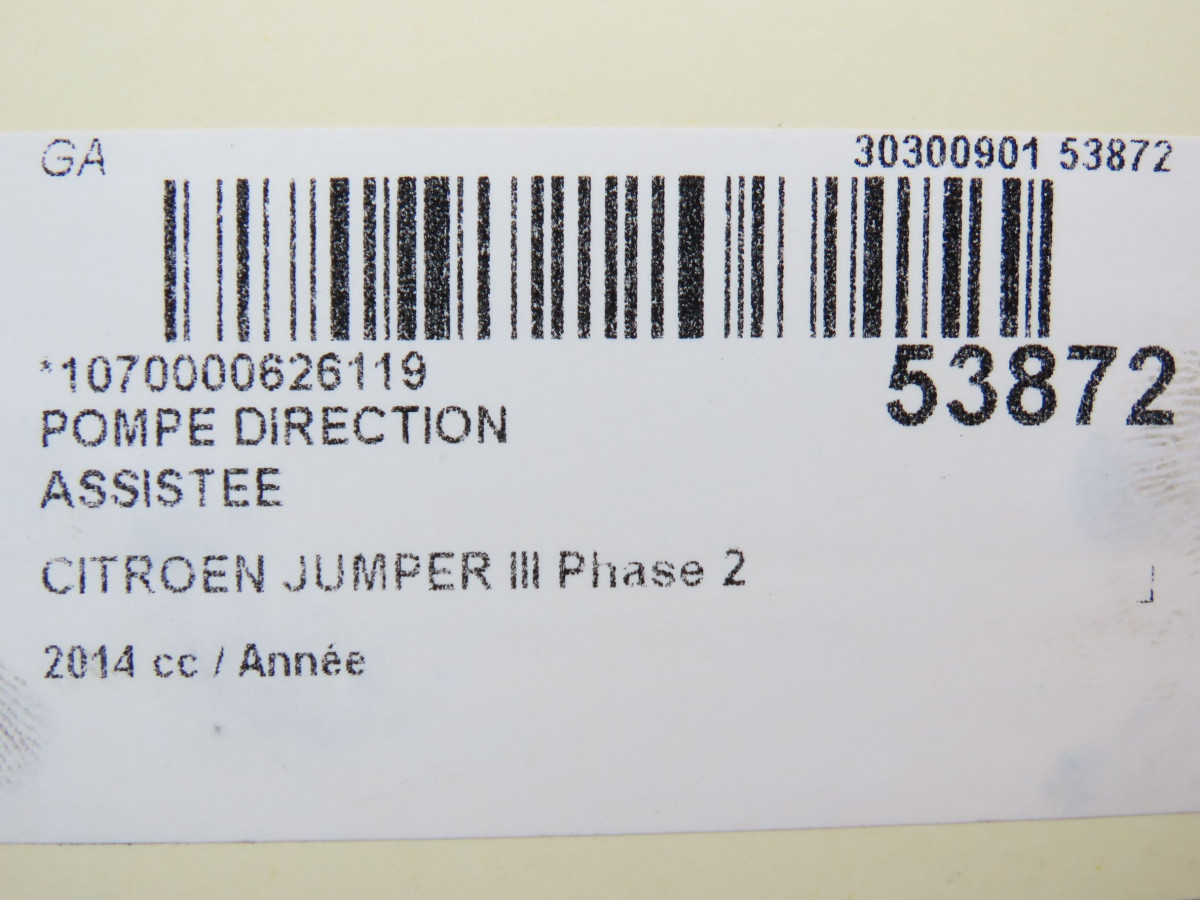 GA
30300901 53872
*1070000626119
53872
POMPE DIRECTION
ASSISTEE
CITROEN JUMPER III Phase 2
2014 cc / Année